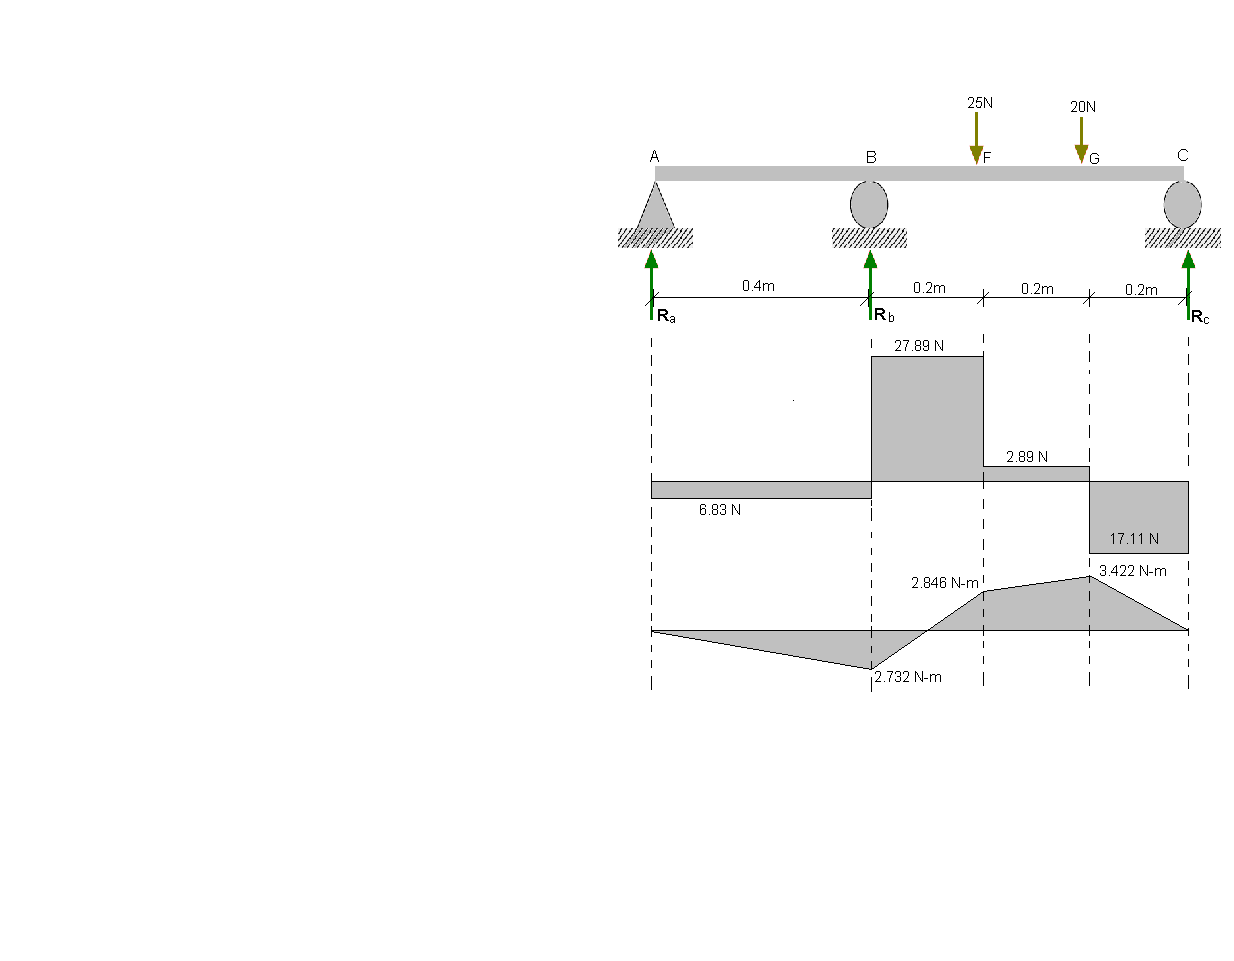 25N
20N
A
B
F
G
C
0.4m
0.2m
0.2m
0.2m
Ra
Rb
Rc
27.89 N
2.89 N
6.83 N
17.11 N
3.422 N-m
2.846 N-m
2.732 N-m